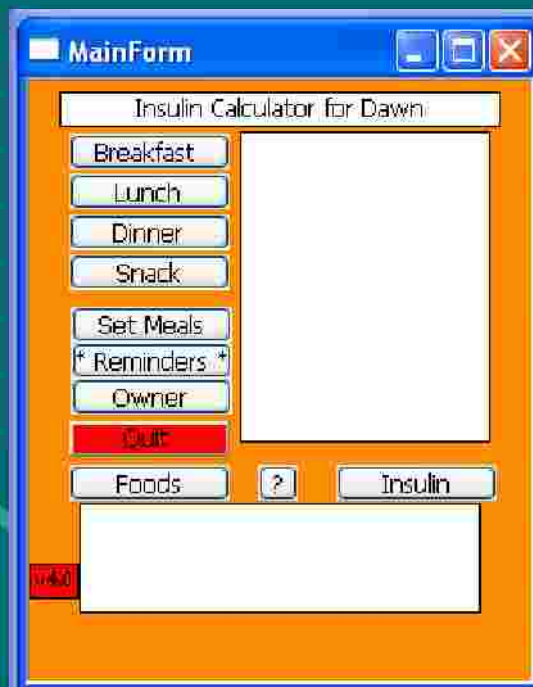 MainForm
Insulin Calculator for Dawn
Breakfast
Lunch
Dinner
Snack
Set Meals
* Reminders *
Owner
Quit
Foods
?
Insulin